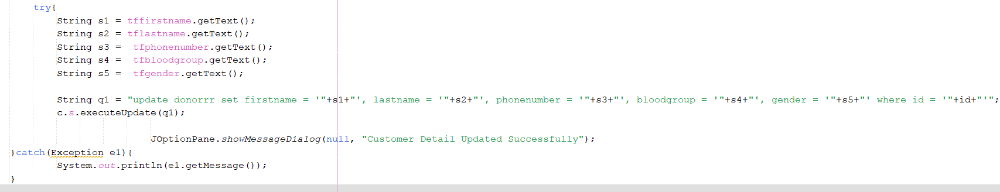 try{
String s1 = tffirstname.getText();
String s2 = tflastname.getText();
String s3 =  tfphonenumber.getText();
String s4 =  tfbloodgroup.getText();
String s5 =  tfgender.getText();
String q1 = "update donorrr set firstname = '"+s1+"', lastname = '"+s2+"', phonenumber = '"+s3+"', bloodgroup = '"+s4+"', gender = '"+s5+"' where id = '"+id+"'";
c.s.executeUpdate(q1);
JOptionPane.showMessageDialog(null, "Customer Detail Updated Successfully");
}catch(Exception e1){
System.out.println(e1.getMessage());
}